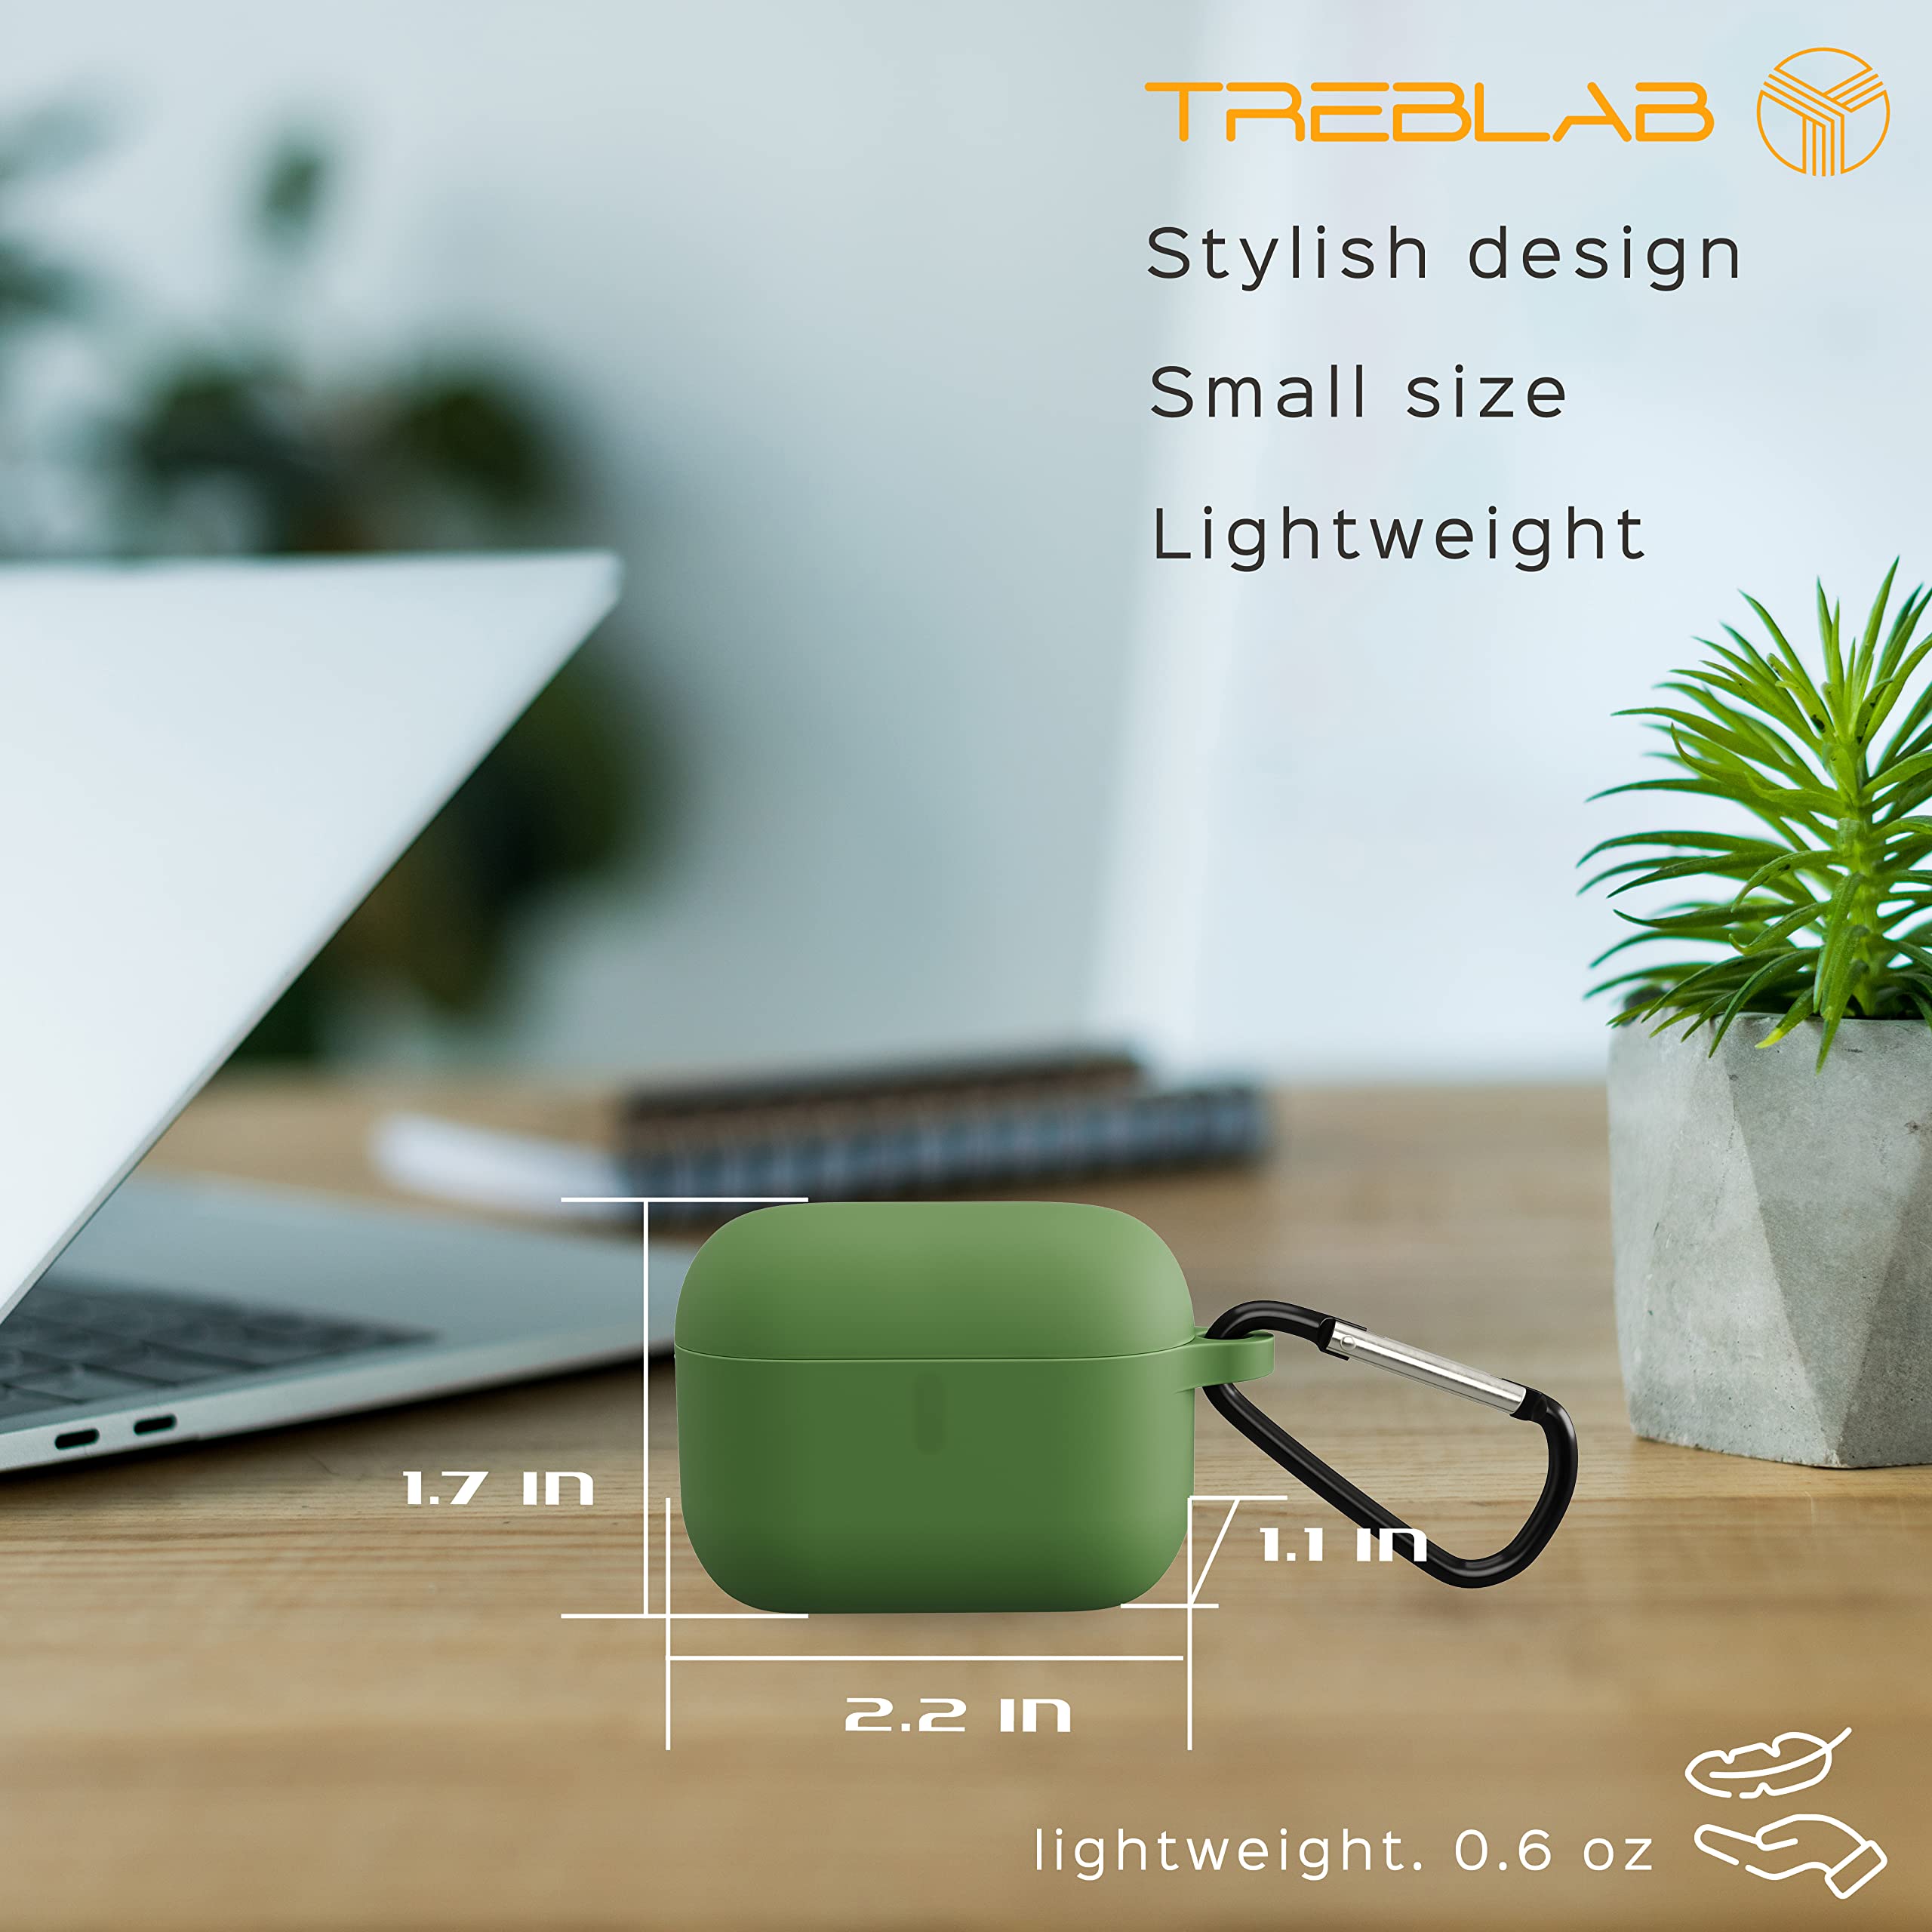 TREBLAB
Stylish design
Small size
Lightweight
1.7 IN
1.1 IN
2.2 IN
lightweight. 0.6 oz